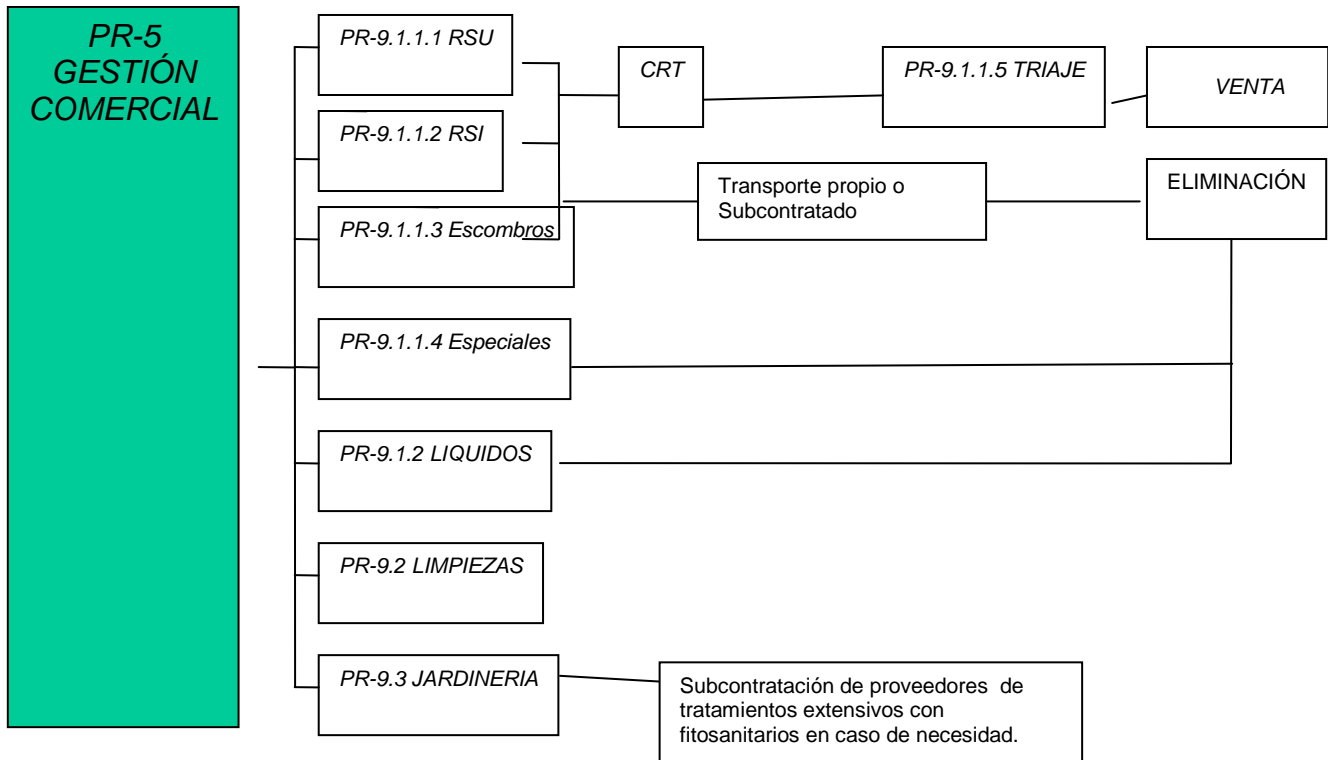 PR-5
GESTIÓN
COMERCIAL
PR-9.1.1.1 RSU
CRT
PR-9.1.1.5 TRIAJE
VENTA
PR-9.1.1.2 RSI
Transporte propio o
Subcontratado
ELIMINACIÓN
PR-9.1.1.3 Escombros
PR-9.1.1.4 Especiales
PR-9.1.2 LIQUIDOS
PR-9.2 LIMPIEZAS
PR-9.3 JARDINERIA
Subcontratación de proveedores de
tratamientos extensivos con
fitosanitarios en caso de necesidad.